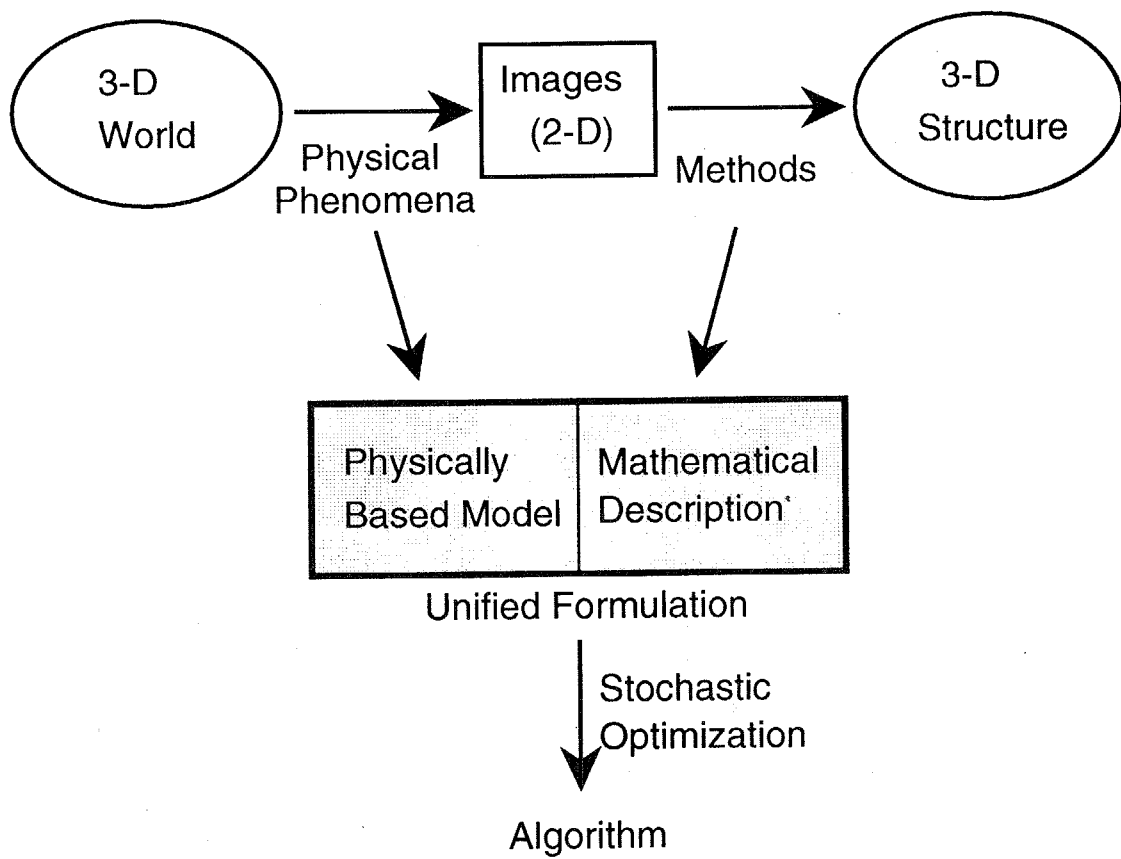 3-D
World
Physical
Phenomena
Images
(2-D)
Methods
3-D
Structure
Physically
Based Model
Mathematical
Description
Unified Formulation
Stochastic
Optimization
Algorithm